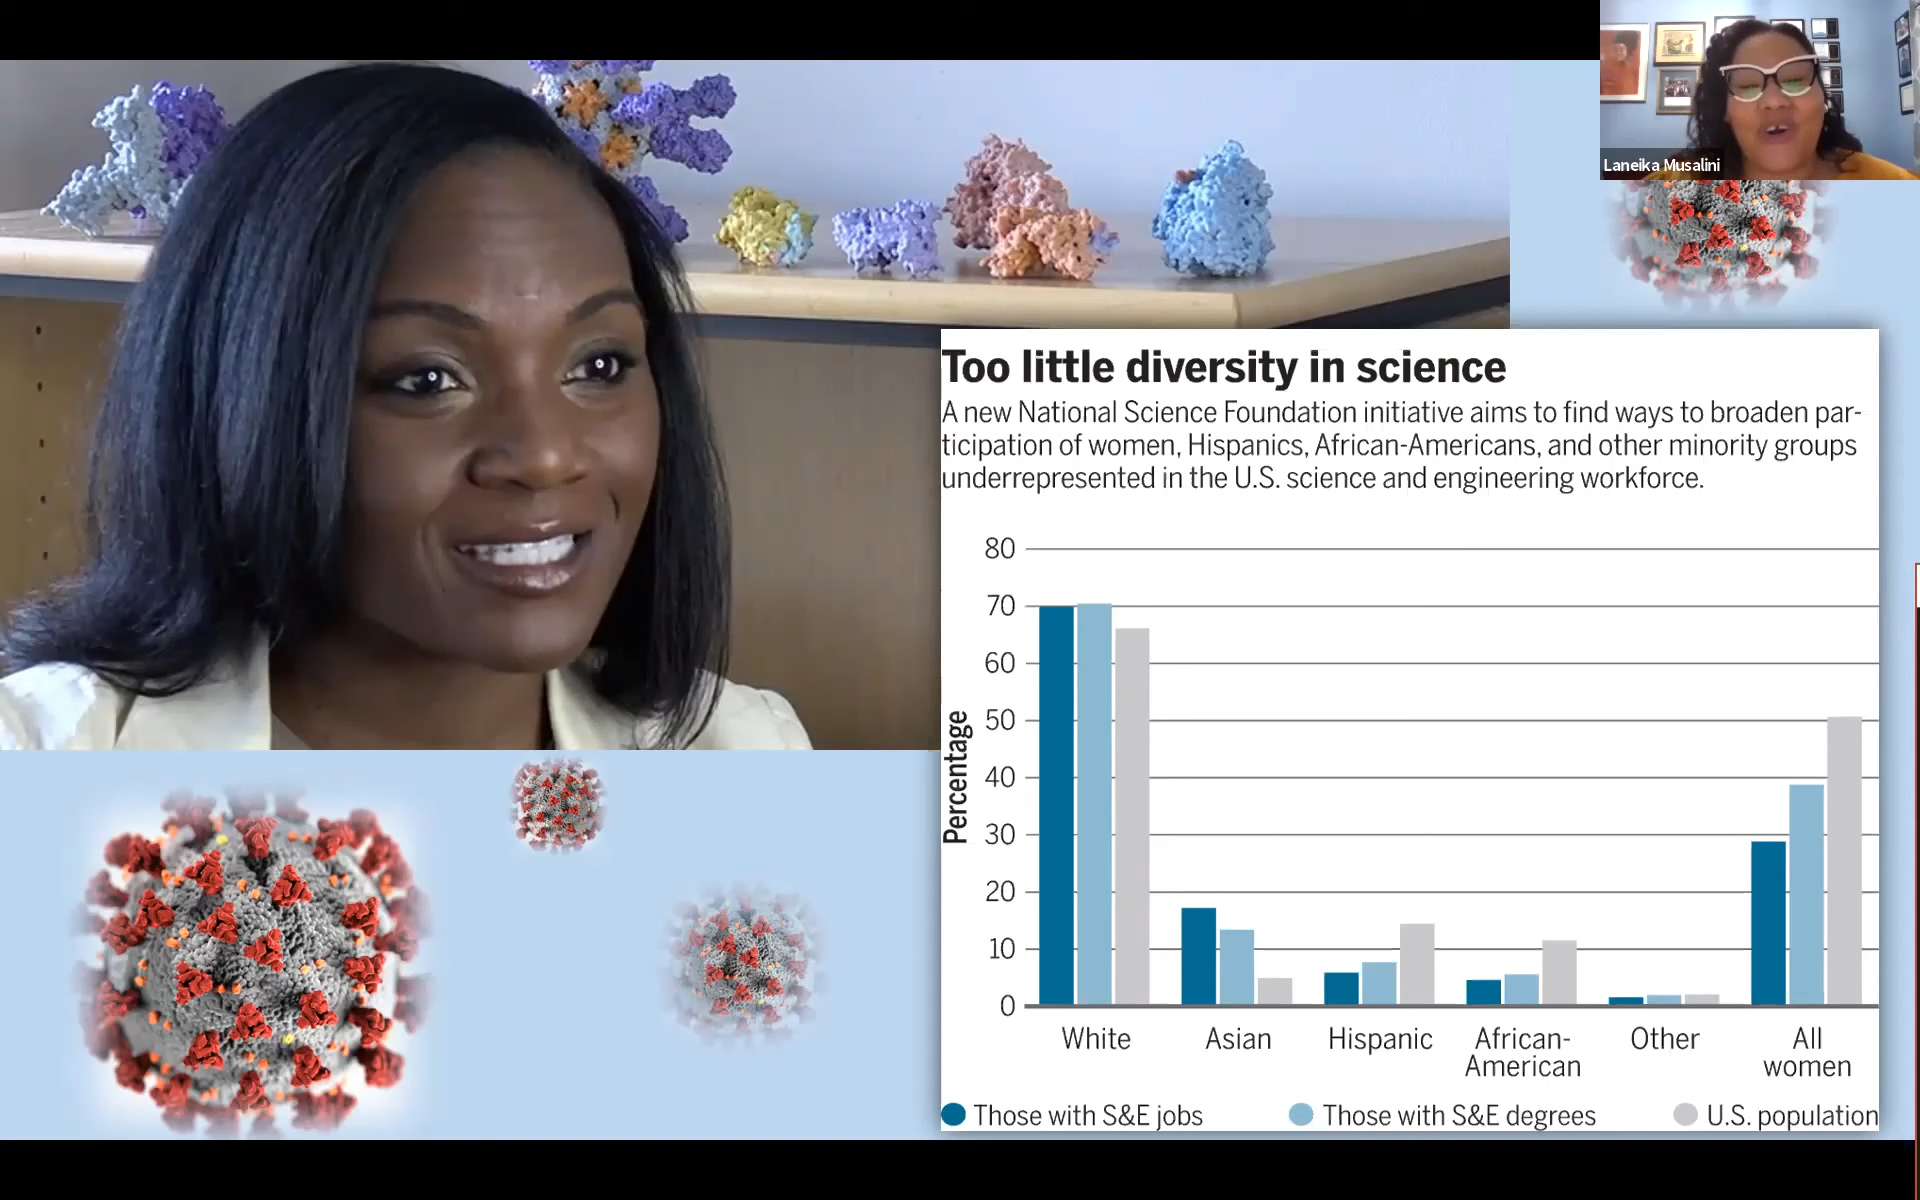 Laneika Musalini
Too little diversity in science
A new National Science Foundation initiative aims to find ways to broaden par-
ticipation of women, Hispanics, African-Americans, and other minority groups
underrepresented in the U.S. science and engineering workforce.
80
70
60
50
40
30
20
10
0
Percentage
White
Asian
Hispanic
African-
American
Other
All
women
Those with S&E jobs
Those with S&E degrees
U.S. population